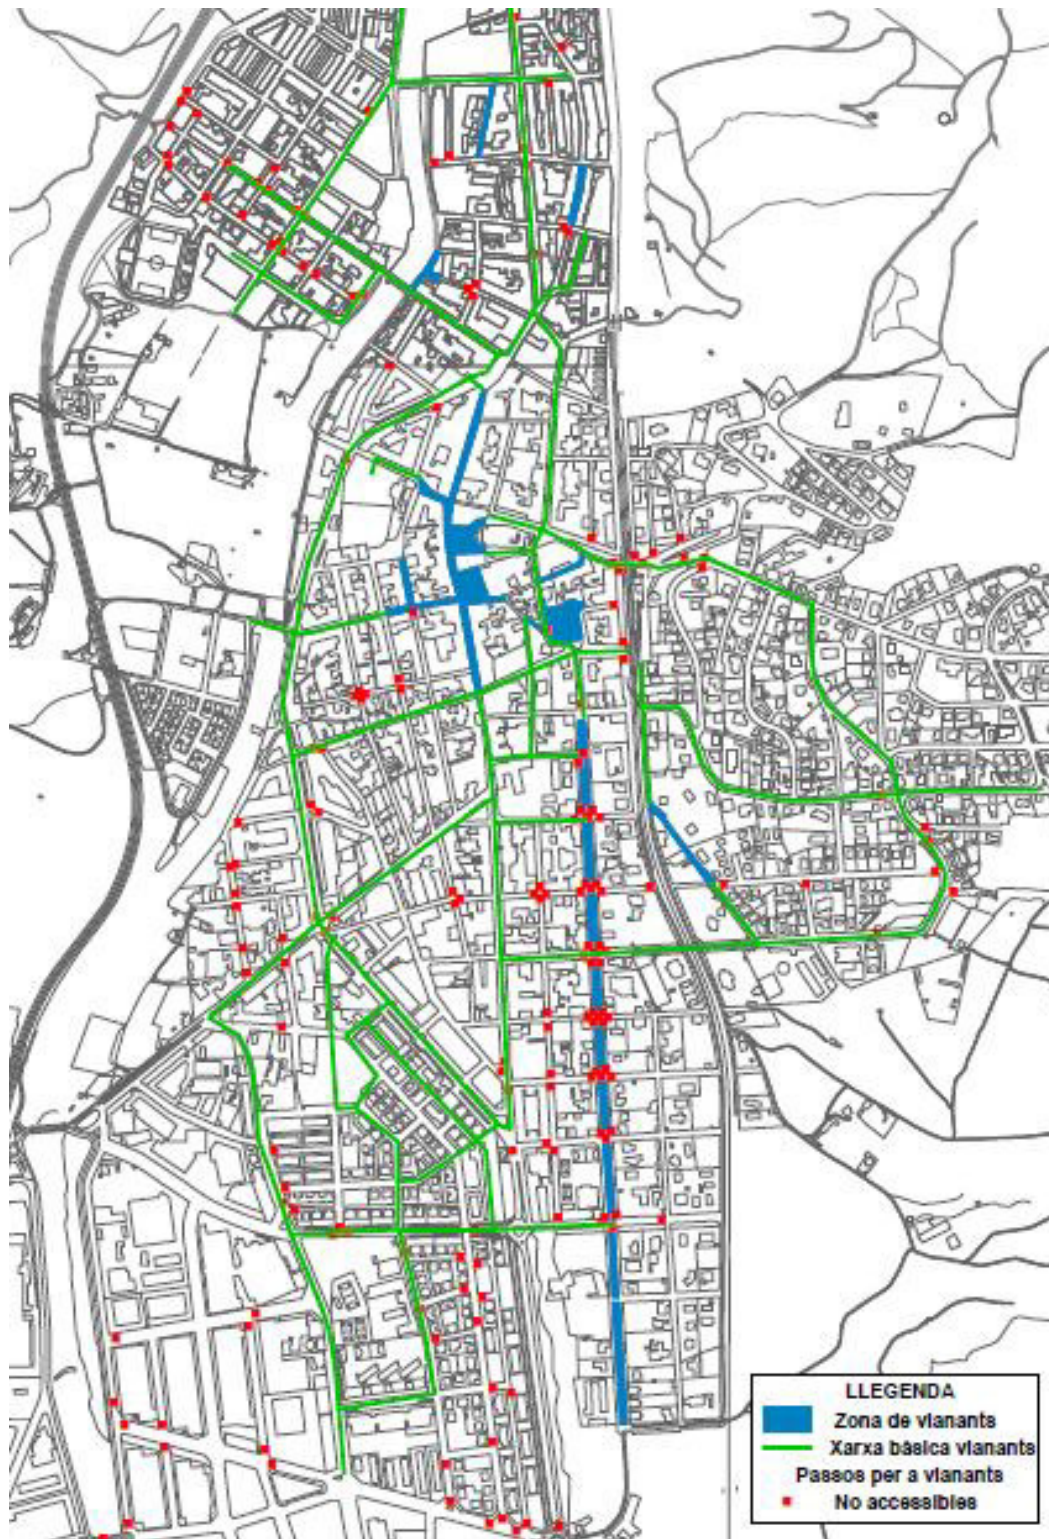 LLEGENDA
Zona de vianants
Xarxa bàsica vianants
Passos per a vianants
No accessibles